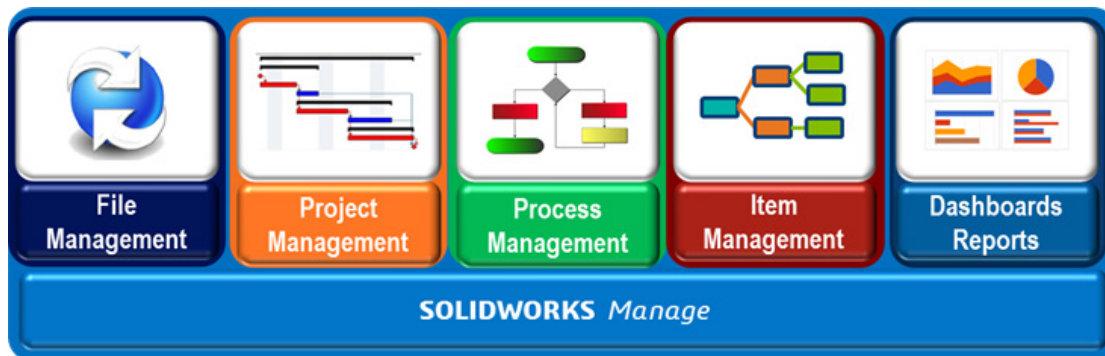 File
Management
Project
Management
Process
Management
Item
Management
Dashboards
Reports
SOLIDWORKS Manage